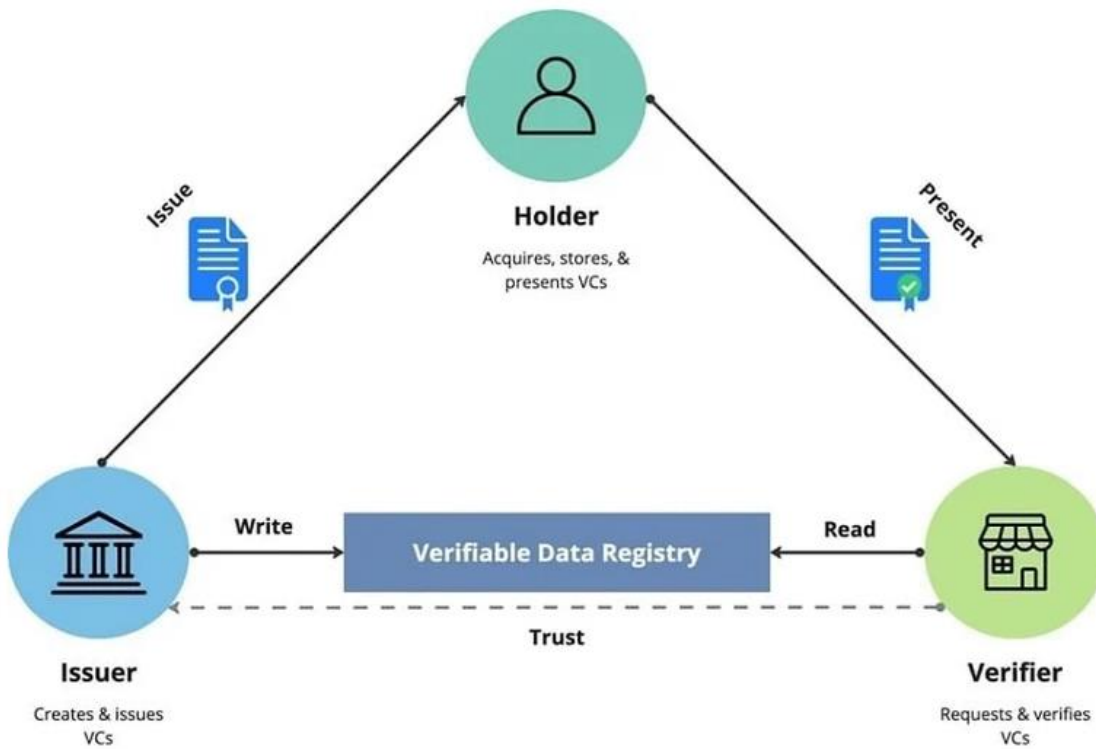 Issue
Present
Holder
Acquires, stores, &
presents VCs
Write
Verifiable Data Registry
Read
Trust
Issuer
Creates & issues
VCs
Verifier
Requests & verifies
VCs